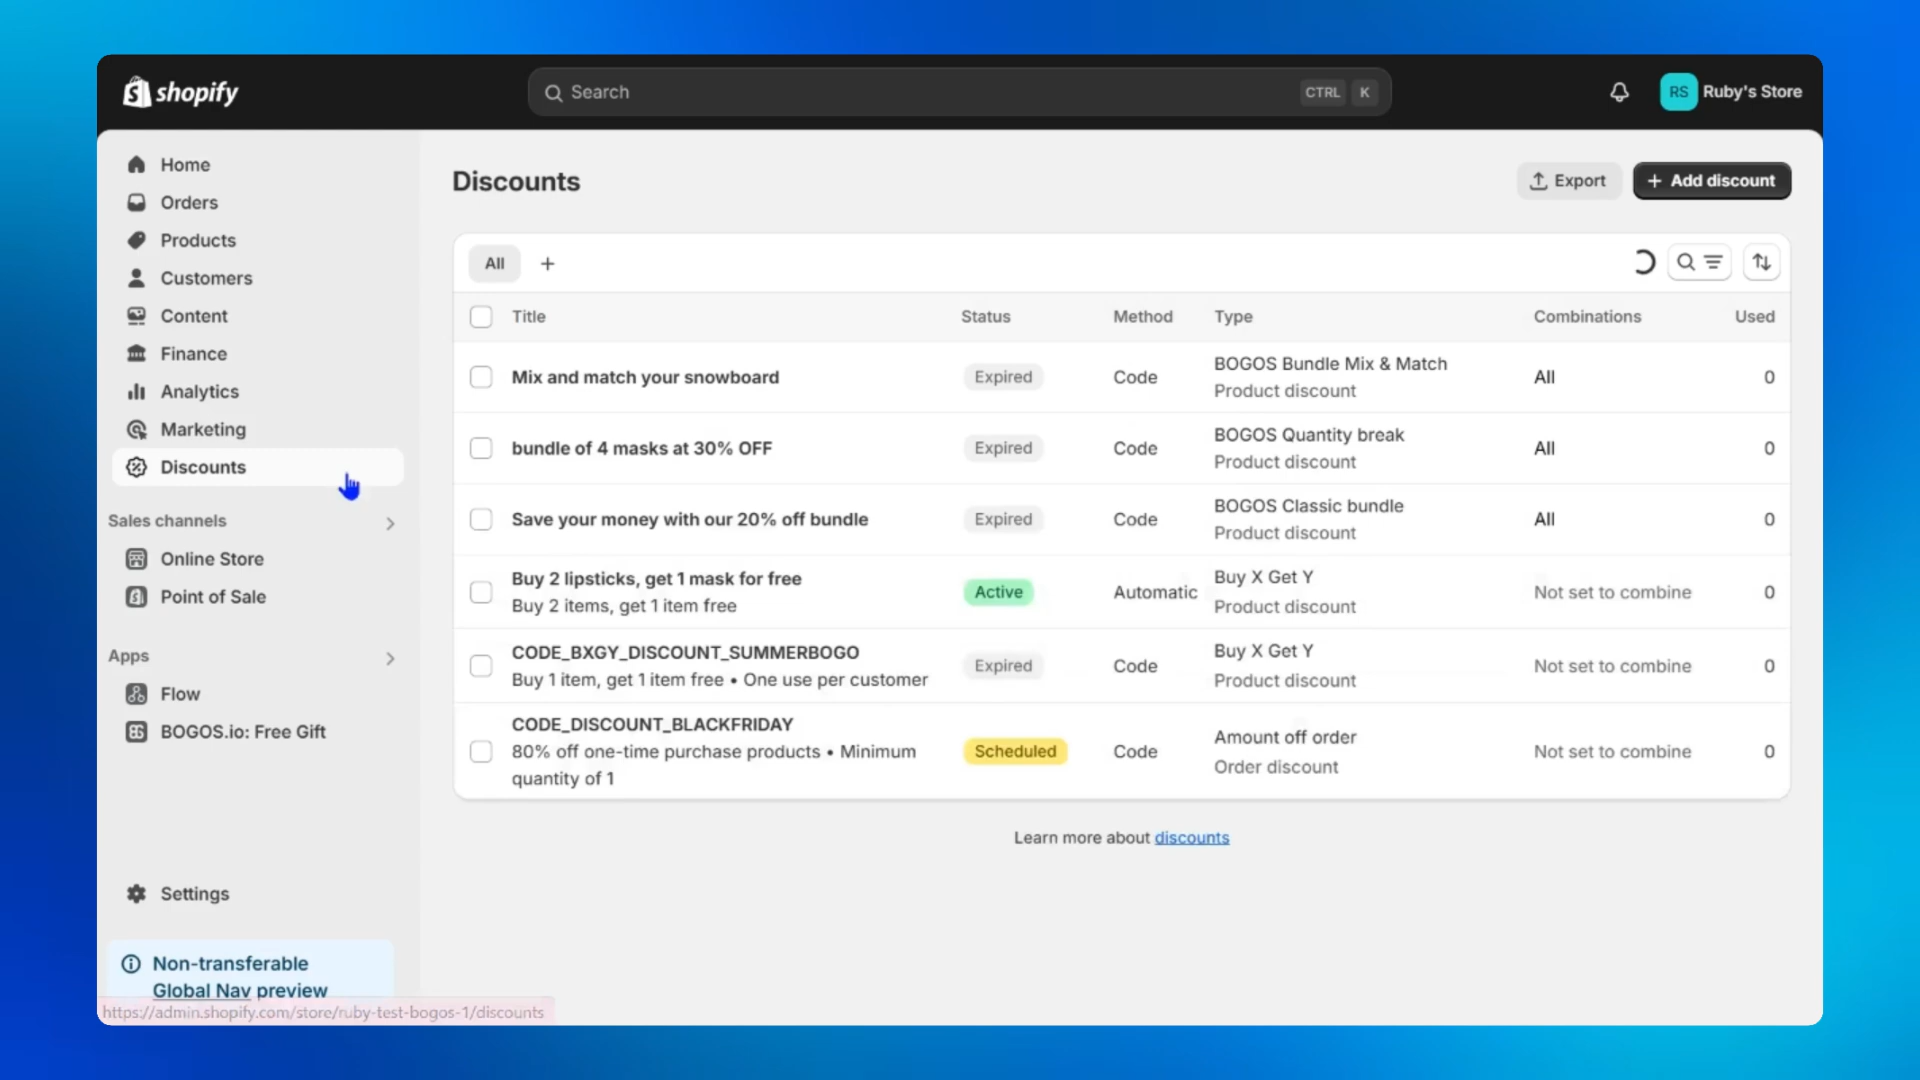 shopify
Search
CTRL K
RS Ruby's Store
Home
Orders
Products
Customers
Content
Finance
Analytics
Marketing
Discounts
Sales channels
Online Store
Point of Sale
Apps
Flow
BOGOS.io: Free Gift
Settings
Non-transferable
Global Nav preview
https://admin.shopify.com/store/ruby-test-bogos-1/discounts
Discounts
Export
+ Add discount
All +
Title Status Method Type Combinations Used
Mix and match your snowboard Expired Code BOGOS Bundle Mix & Match All 0
Product discount
bundle of 4 masks at 30% OFF Expired Code BOGOS Quantity break All 0
Product discount
Save your money with our 20% off bundle Expired Code BOGOS Classic bundle All 0
Product discount
Buy 2 lipsticks, get 1 mask for free Active Automatic Buy X Get Y Not set to combine 0
Buy 2 items, get 1 item free Product discount
CODE_BXGY_DISCOUNT_SUMMERBOGO Expired Code Buy X Get Y Not set to combine 0
Buy 1 item, get 1 item free • One use per customer Product discount
CODE_DISCOUNT_BLACKFRIDAY Amount off order
80% off one-time purchase products • Minimum Scheduled Code Order discount Not set to combine 0
quantity of 1
Learn more about discounts